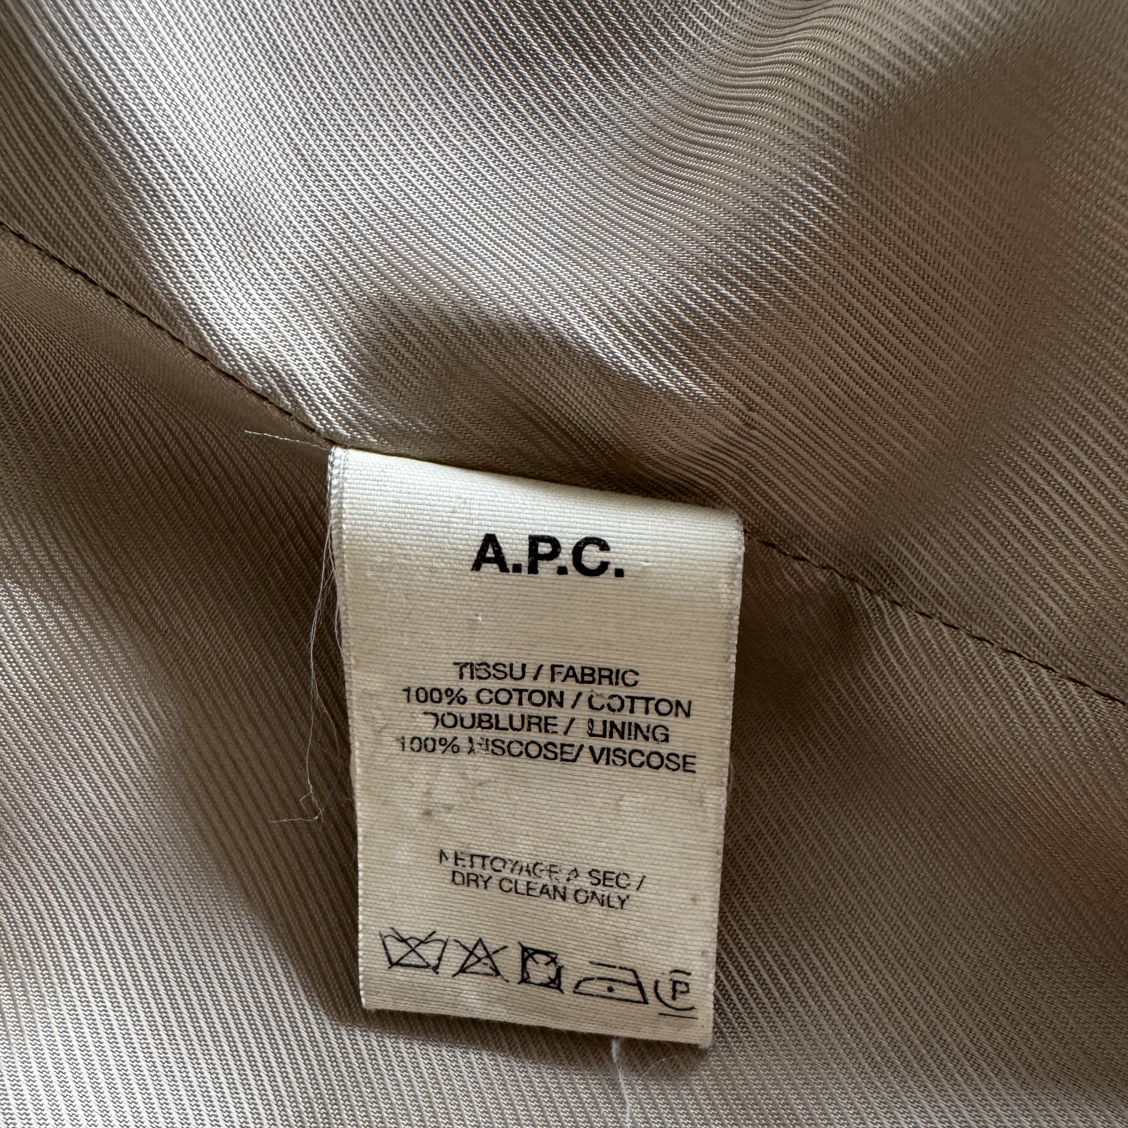 A.P.C.
TISSU / FABRIC
100% COTON / COTTON
DOUBLURE / LINING
100% VISCOSE/ VISCOSE
NETTOYAGE A SEC /
DRY CLEAN ONLY
P